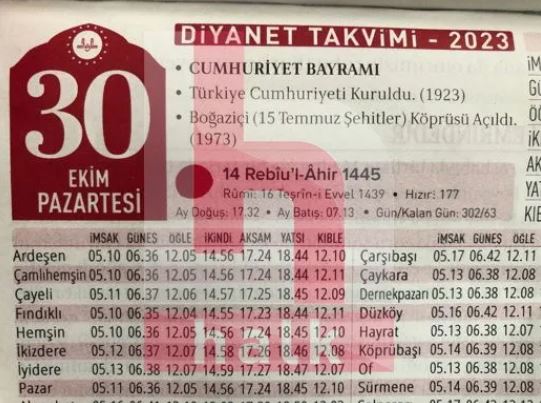 DİYANET TAKVİMİ - 2023
30
EKİM
PAZARTESİ
• CUMHURİYET BAYRAMI
• Türkiye Cumhuriyeti Kuruldu. (1923)
• Boğaziçi (15 Temmuz Şehitler) Köprüsü Açıldı.
(1973)
14 Rebîu'l-Âhir 1445
Rûmî: 16 Teşrîn-i Evvel 1439 • Hızır: 177
Ay Doğuş: 17.32 • Ay Batış: 07.13 • Gün/Kalan Gün: 302/63
İMSAK GÜNEŞ ÖĞLE İKİNDİ AKŞAM YATSI KIBLE
Ardeşen 05.10 06.36 12.05 14.56 17.24 18.44 12.10
Çamlıhemşin 05.10 06.36 12.05 14.56 17.24 18.44 12.11
Çayeli 05.11 06.37 12.06 14.57 17.25 18.45 12.09
Fındıklı 05.10 06.35 12.04 14.55 17.23 18.44 12.11
Hemşin 05.10 06.36 12.05 14.56 17.24 18.45 12.10
İkizdere 05.12 06.37 12.07 14.58 17.26 18.46 12.08
İyidere 05.13 06.38 12.07 14.58 17.26 18.47 12.07
Pazar 05.11 06.36 12.05 14.56 17.24 18.45 12.10
İMSAK GÜNEŞ ÖĞLE
Çarşıbaşı 05.17 06.42 12.11
Çaykara 05.13 06.38 12.08
Dernekpazarı 05.13 06.38 12.08
Düzköy 05.16 06.42 12.11
Hayrat 05.13 06.38 12.07
Köprübaşı 05.14 06.39 12.08
Of 05.13 06.38 12.08
Sürmene 05.14 06.39 12.08
halk